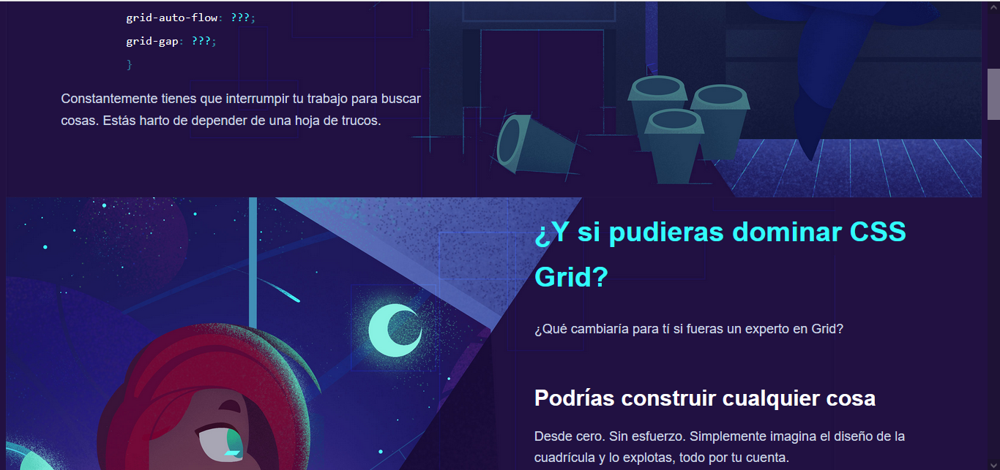 grid-auto-flow: ???;
grid-gap: ???;
}
Constantemente tienes que interrumpir tu trabajo para buscar
cosas. Estás harto de depender de una hoja de trucos.
¿Y si pudieras dominar CSS
Grid?
¿Qué cambiaría para tí si fueras un experto en Grid?
Podrías construir cualquier cosa
Desde cero. Sin esfuerzo. Simplemente imagina el diseño de la
cuadrícula y lo explotas, todo por tu cuenta.